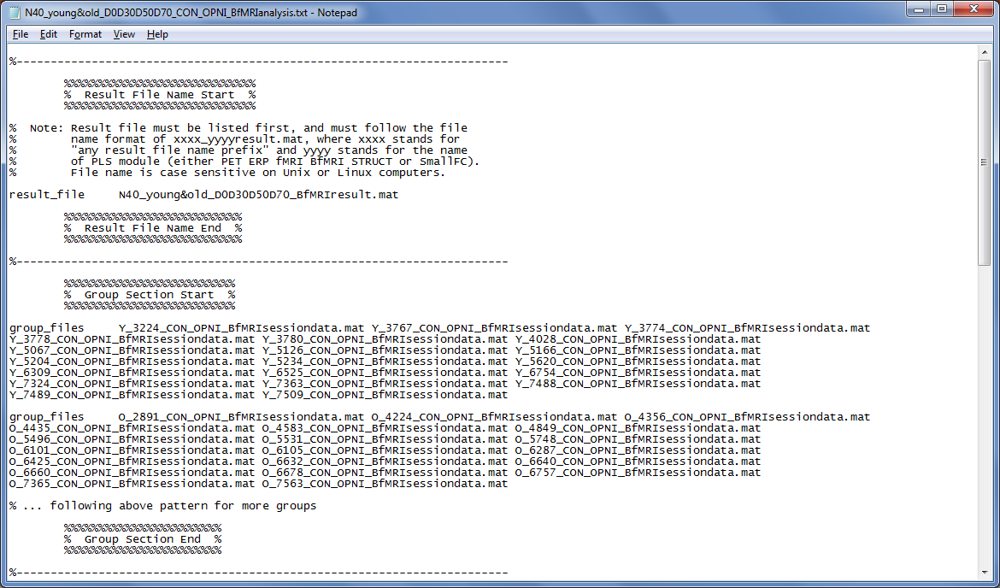 N40_young&old_D0D30D50D70_CON_OPNI_BfMRIanalysis.txt - Notepad
File Edit Format View Help
%------------------------------------------------------------------------
%%%%%%%%%%%%%%%%%%%%%%%%%%%%
% Result File Name Start %
%%%%%%%%%%%%%%%%%%%%%%%%%%%%
% Note: Result file must be listed first, and must follow the file
% name format of xxxx_yyyyresult.mat, where xxxx stands for
% "any result file name prefix" and yyyy stands for the name
% of PLS module (either PET ERP fMRI BfMRI STRUCT or SmallFC).
% File name is case sensitive on Unix or Linux computers.
result_file N40_young&old_D0D30D50D70_BfMRIresult.mat
%%%%%%%%%%%%%%%%%%%%%%%%%%
% Result File Name End %
%%%%%%%%%%%%%%%%%%%%%%%%%%
%------------------------------------------------------------------------
%%%%%%%%%%%%%%%%%%%%%%%%%
% Group Section Start %
%%%%%%%%%%%%%%%%%%%%%%%%%
group_files Y_3224_CON_OPNI_BfMRIsessiondata.mat Y_3767_CON_OPNI_BfMRIsessiondata.mat Y_3774_CON_OPNI_BfMRIsessiondata.mat
Y_3778_CON_OPNI_BfMRIsessiondata.mat Y_3780_CON_OPNI_BfMRIsessiondata.mat Y_4028_CON_OPNI_BfMRIsessiondata.mat
Y_5067_CON_OPNI_BfMRIsessiondata.mat Y_5126_CON_OPNI_BfMRIsessiondata.mat Y_5166_CON_OPNI_BfMRIsessiondata.mat
Y_5204_CON_OPNI_BfMRIsessiondata.mat Y_5234_CON_OPNI_BfMRIsessiondata.mat Y_5620_CON_OPNI_BfMRIsessiondata.mat
Y_6309_CON_OPNI_BfMRIsessiondata.mat Y_6525_CON_OPNI_BfMRIsessiondata.mat Y_6754_CON_OPNI_BfMRIsessiondata.mat
Y_7324_CON_OPNI_BfMRIsessiondata.mat Y_7363_CON_OPNI_BfMRIsessiondata.mat Y_7488_CON_OPNI_BfMRIsessiondata.mat
Y_7489_CON_OPNI_BfMRIsessiondata.mat Y_7509_CON_OPNI_BfMRIsessiondata.mat
group_files O_2891_CON_OPNI_BfMRIsessiondata.mat O_4224_CON_OPNI_BfMRIsessiondata.mat O_4356_CON_OPNI_BfMRIsessiondata.mat
O_4435_CON_OPNI_BfMRIsessiondata.mat O_4583_CON_OPNI_BfMRIsessiondata.mat O_4849_CON_OPNI_BfMRIsessiondata.mat
O_5496_CON_OPNI_BfMRIsessiondata.mat O_5531_CON_OPNI_BfMRIsessiondata.mat O_5748_CON_OPNI_BfMRIsessiondata.mat
O_6101_CON_OPNI_BfMRIsessiondata.mat O_6105_CON_OPNI_BfMRIsessiondata.mat O_6287_CON_OPNI_BfMRIsessiondata.mat
O_6425_CON_OPNI_BfMRIsessiondata.mat O_6632_CON_OPNI_BfMRIsessiondata.mat O_6640_CON_OPNI_BfMRIsessiondata.mat
O_6660_CON_OPNI_BfMRIsessiondata.mat O_6678_CON_OPNI_BfMRIsessiondata.mat O_6757_CON_OPNI_BfMRIsessiondata.mat
O_7365_CON_OPNI_BfMRIsessiondata.mat O_7563_CON_OPNI_BfMRIsessiondata.mat
% ... following above pattern for more groups
%%%%%%%%%%%%%%%%%%%%%%%
% Group Section End %
%%%%%%%%%%%%%%%%%%%%%%%
%------------------------------------------------------------------------